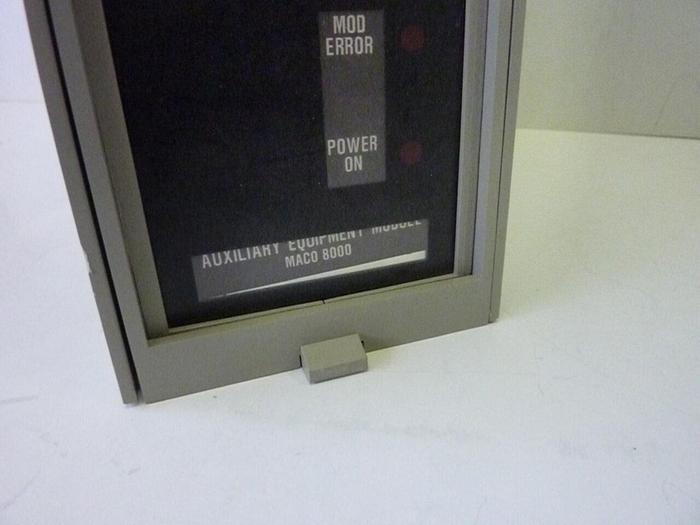 MOD
ERROR
POWER
ON
AUXILIARY EQUIPMENT MODULE
MACO 8000